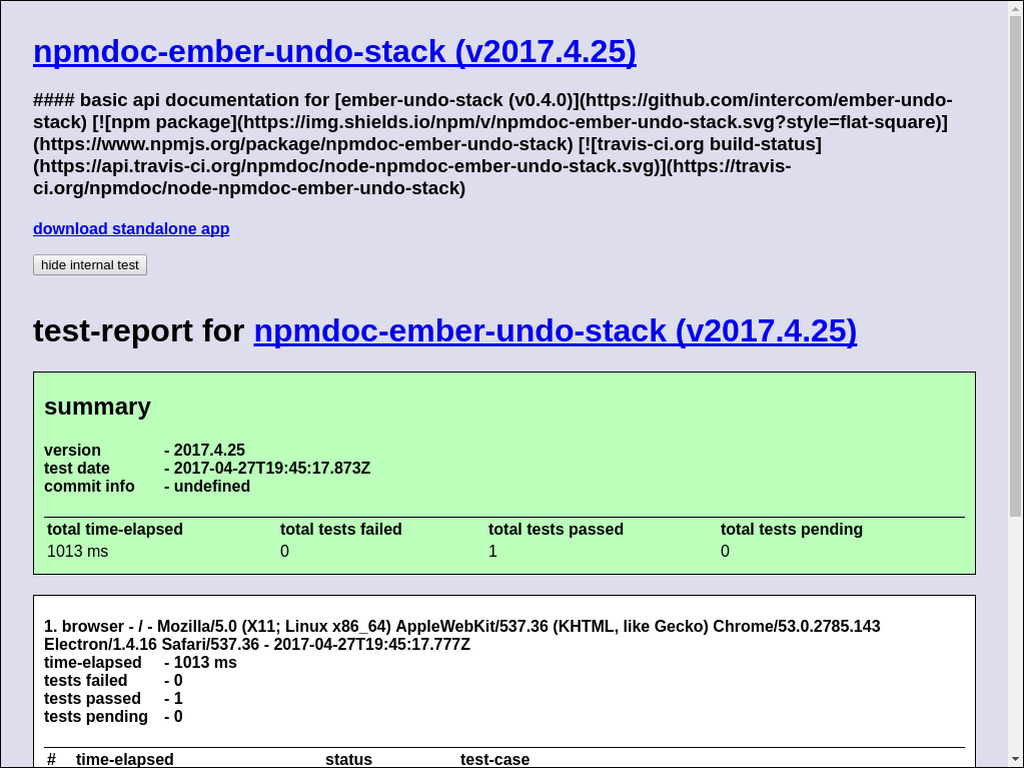 npmdoc-ember-undo-stack (v2017.4.25)
#### basic api documentation for [ember-undo-stack (v0.4.0)](https://github.com/intercom/ember-undo-
stack) [![npm package](https://img.shields.io/npm/v/npmdoc-ember-undo-stack.svg?style=flat-square)]
(https://www.npmjs.org/package/npmdoc-ember-undo-stack) [![travis-ci.org build-status]
(https://api.travis-ci.org/npmdoc/node-npmdoc-ember-undo-stack.svg)](https://travis-
ci.org/npmdoc/node-npmdoc-ember-undo-stack)
download standalone app
hide internal test
test-report for npmdoc-ember-undo-stack (v2017.4.25)
summary
version - 2017.4.25
test date - 2017-04-27T19:45:17.873Z
commit info - undefined
total time-elapsed total tests failed total tests passed total tests pending
1013 ms 0 1 0
1. browser - / - Mozilla/5.0 (X11; Linux x86_64) AppleWebKit/537.36 (KHTML, like Gecko) Chrome/53.0.2785.143
Electron/1.4.16 Safari/537.36 - 2017-04-27T19:45:17.777Z
time-elapsed - 1013 ms
tests failed - 0
tests passed - 1
tests pending - 0
# time-elapsed status test-case